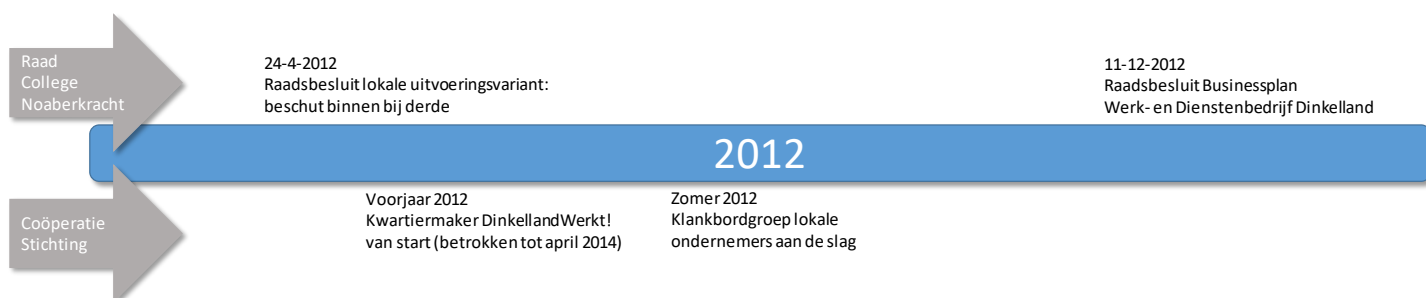 Raad
College
Noaberkracht
24-4-2012
Raadsbesluit lokale uitvoeringsvariant:
beschut binnen bij derde
11-12-2012
Raadsbesluit Businessplan
Werk- en Dienstenbedrijf Dinkelland
2012
Coöperatie
Stichting
Voorjaar 2012
Kwartiermaker DinkellandWerkt!
van start (betrokken tot april 2014)
Zomer 2012
Klankbordgroep lokale
ondernemers aan de slag